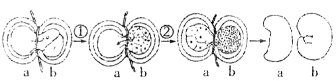 ① ②
a b a b a b a b